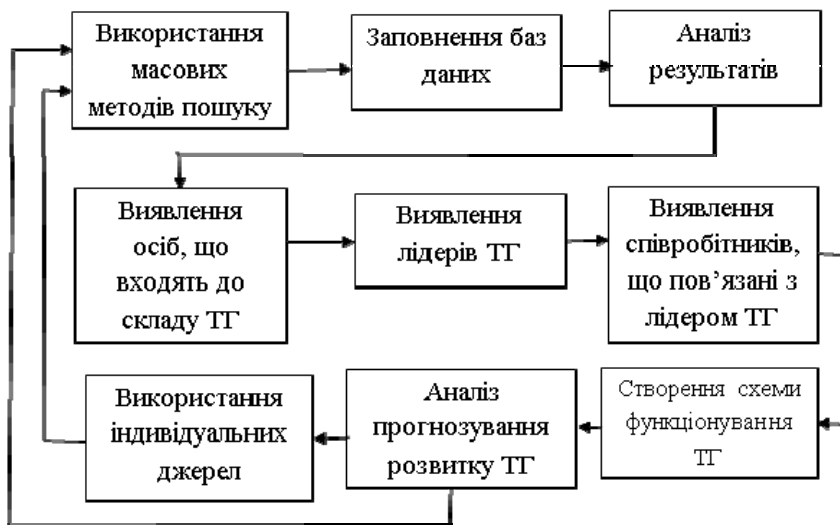 Використання
масових
методів пошуку
Заповнення баз
даних
Аналіз
результатів
Виявлення
осіб, що
входять до
складу ТГ
Виявлення
лідерів ТГ
Виявлення
співробітників,
що пов’язані з
лідером ТГ
Використання
індивідуальних
джерел
Аналіз
прогнозування
розвитку ТГ
Створення схеми
функціонування
ТГ